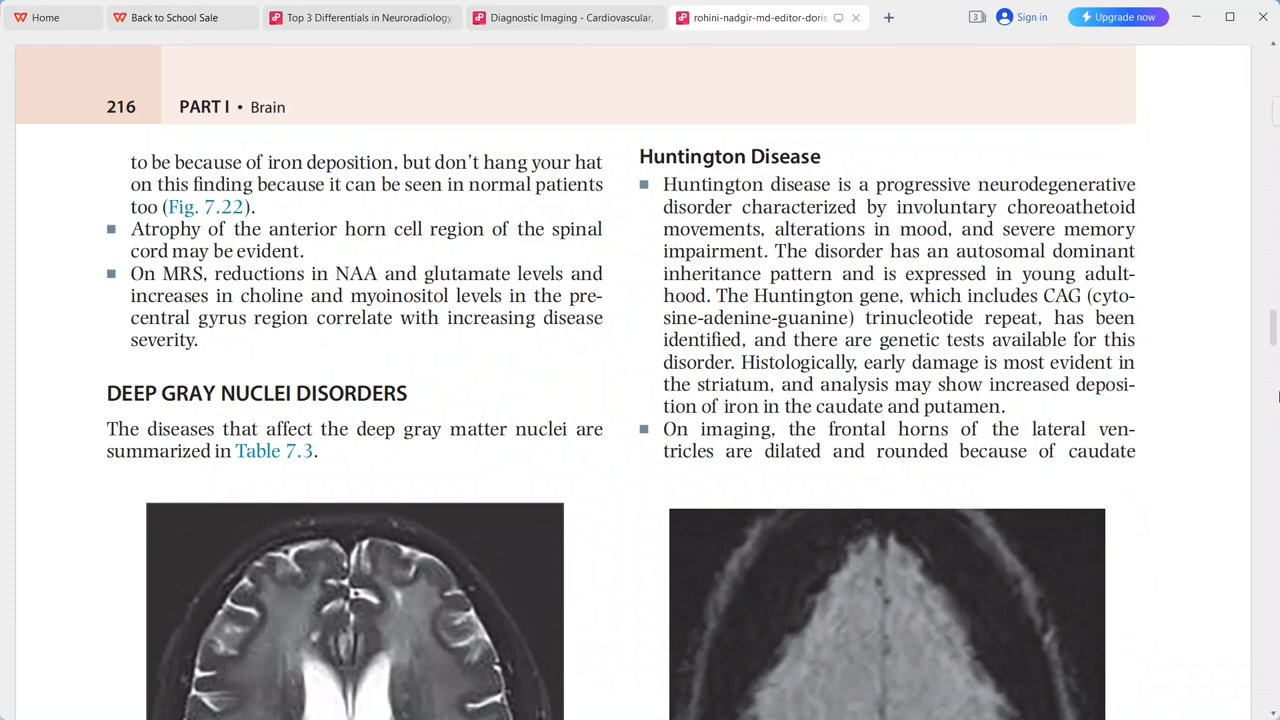 Home
Back to School Sale
Top 3 Differentials in Neuroradiology
Diagnostic Imaging - Cardiovascular,
rohini-nadgir-md-editor-doris
3
Sign in
Upgrade now
216 PART I • Brain
to be because of iron deposition, but don’t hang your hat
on this finding because it can be seen in normal patients
too (Fig. 7.22).
Atrophy of the anterior horn cell region of the spinal
cord may be evident.
On MRS, reductions in NAA and glutamate levels and
increases in choline and myoinositol levels in the pre-
central gyrus region correlate with increasing disease
severity.
DEEP GRAY NUCLEI DISORDERS
The diseases that affect the deep gray matter nuclei are
summarized in Table 7.3.
Huntington Disease
Huntington disease is a progressive neurodegenerative
disorder characterized by involuntary choreoathetoid
movements, alterations in mood, and severe memory
impairment. The disorder has an autosomal dominant
inheritance pattern and is expressed in young adult-
hood. The Huntington gene, which includes CAG (cyto-
sine-adenine-guanine) trinucleotide repeat, has been
identified, and there are genetic tests available for this
disorder. Histologically, early damage is most evident in
the striatum, and analysis may show increased deposi-
tion of iron in the caudate and putamen.
On imaging, the frontal horns of the lateral ven-
tricles are dilated and rounded because of caudate